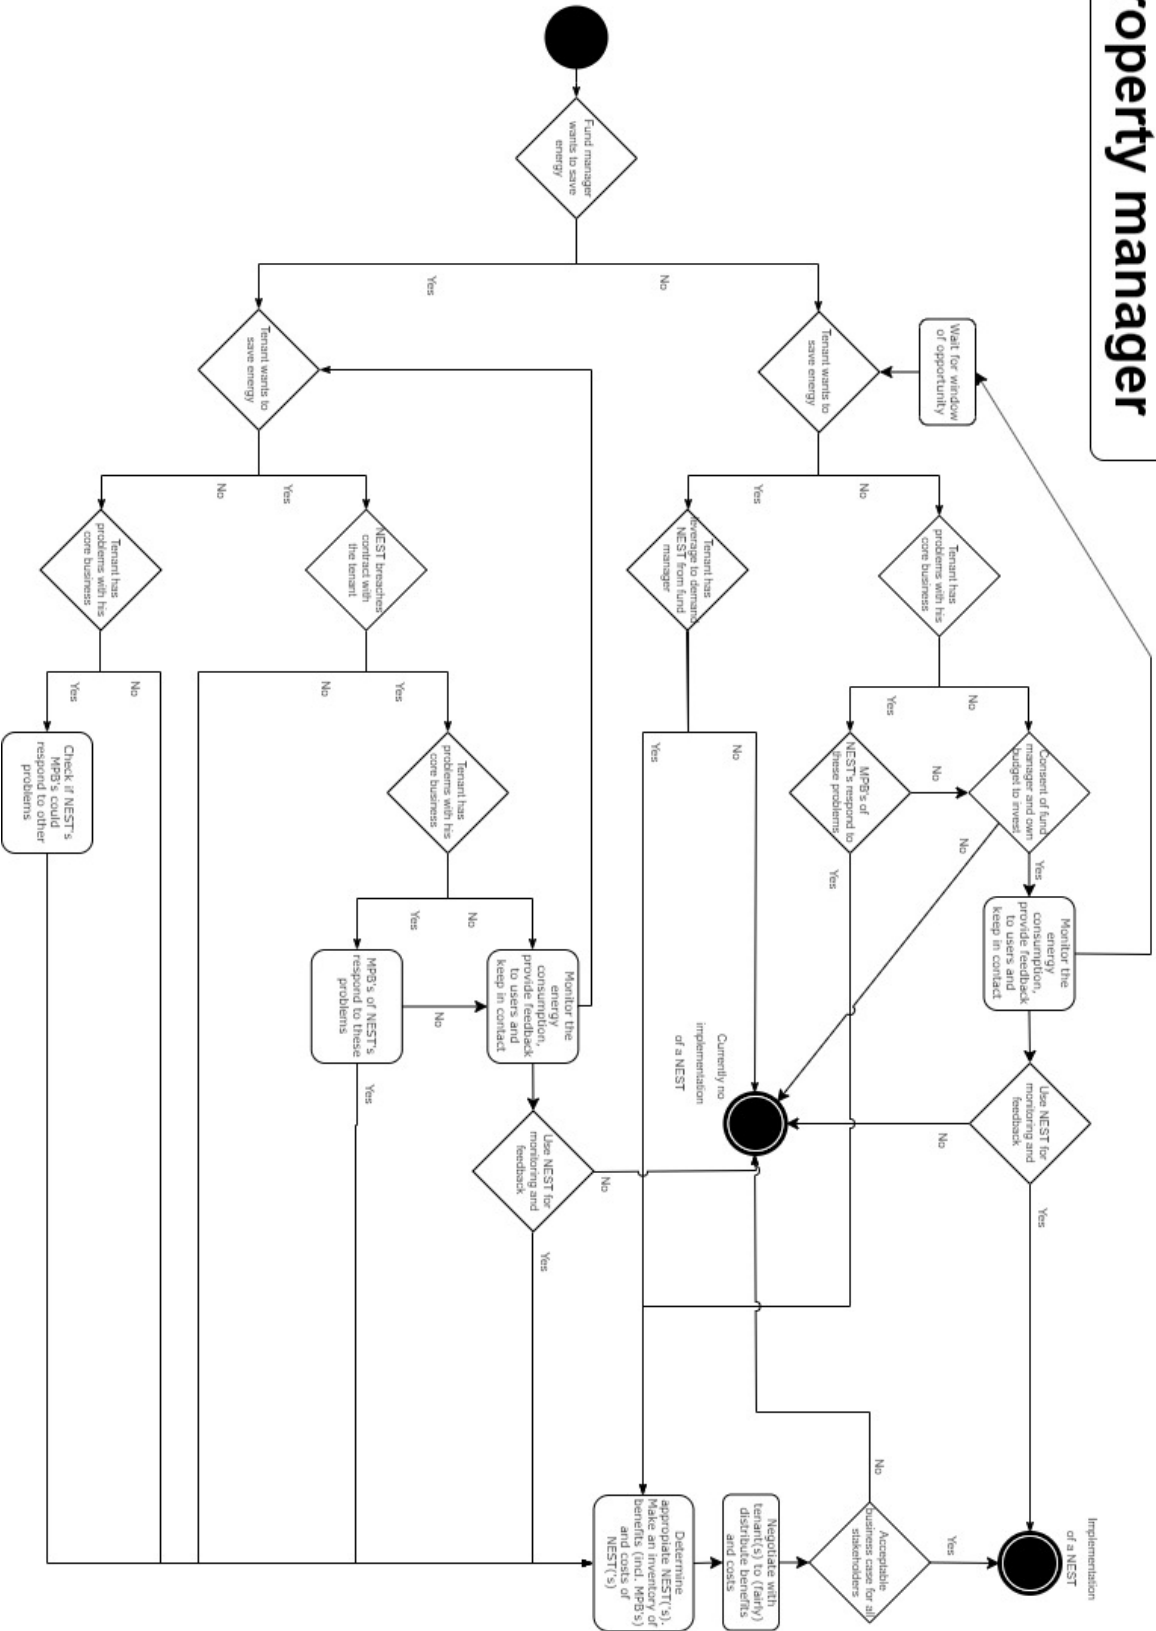 roperty manager
Fund manager
wants to save
energy
No
Yes
Wait for window
of opportunity
Tenant wants to
save energy
No
Yes
Tenant has
problems with his
core business
No
Yes
Consent of fund
manager and own
budget to invest
Yes
No
Monitor the
energy
consumption,
provide feedback
to users and
keep in contact
Use NEST for
monitoring and
feedback
Yes
No
Implementation
of a NEST
MPB's of
NEST's respond to
these problems
No
Yes
Tenant has
leverage to demand
NEST from fund
manager
No
Yes
Currently no
implementation
of a NEST
Acceptable
business case for all
stakeholders
Yes
No
Negotiate with
tenant(s) to (fairly)
distribute benefits
and costs
Determine
appropiate NEST('s).
Make an inventory of
benefits (incl. MPB's)
and costs of
NEST('s)
Tenant wants to
save energy
Yes
No
NEST breaches
contract with
the tenant
Yes
No
Tenant has
problems with his
core business
No
Yes
Monitor the
energy
consumption,
provide feedback
to users and
keep in contact
Use NEST for
monitoring and
feedback
No
Yes
MPB's of NEST's
respond to these
problems
No
Yes
Tenant has
problems with his
core business
No
Yes
Check if NEST's
MPB's could
respond to other
problems